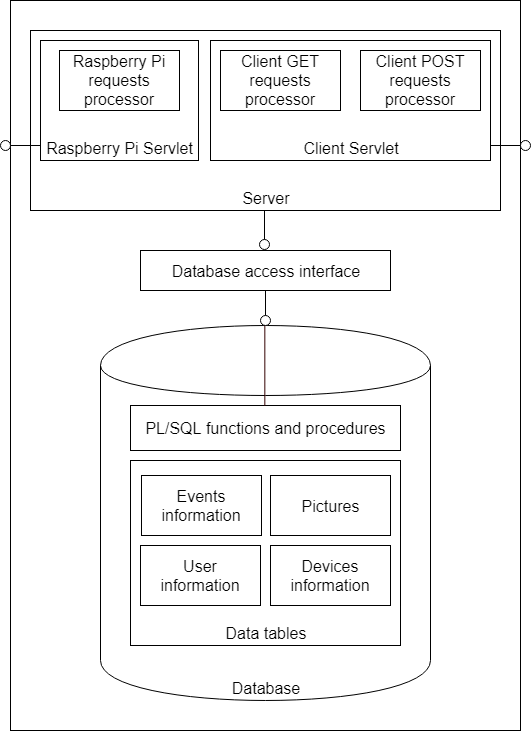 Raspberry Pi
requests
processor
Client GET
requests
processor
Client POST
requests
processor
Raspberry Pi Servlet
Client Servlet
Server
Database access interface
PL/SQL functions and procedures
Events
information
Pictures
User
information
Devices
information
Data tables
Database